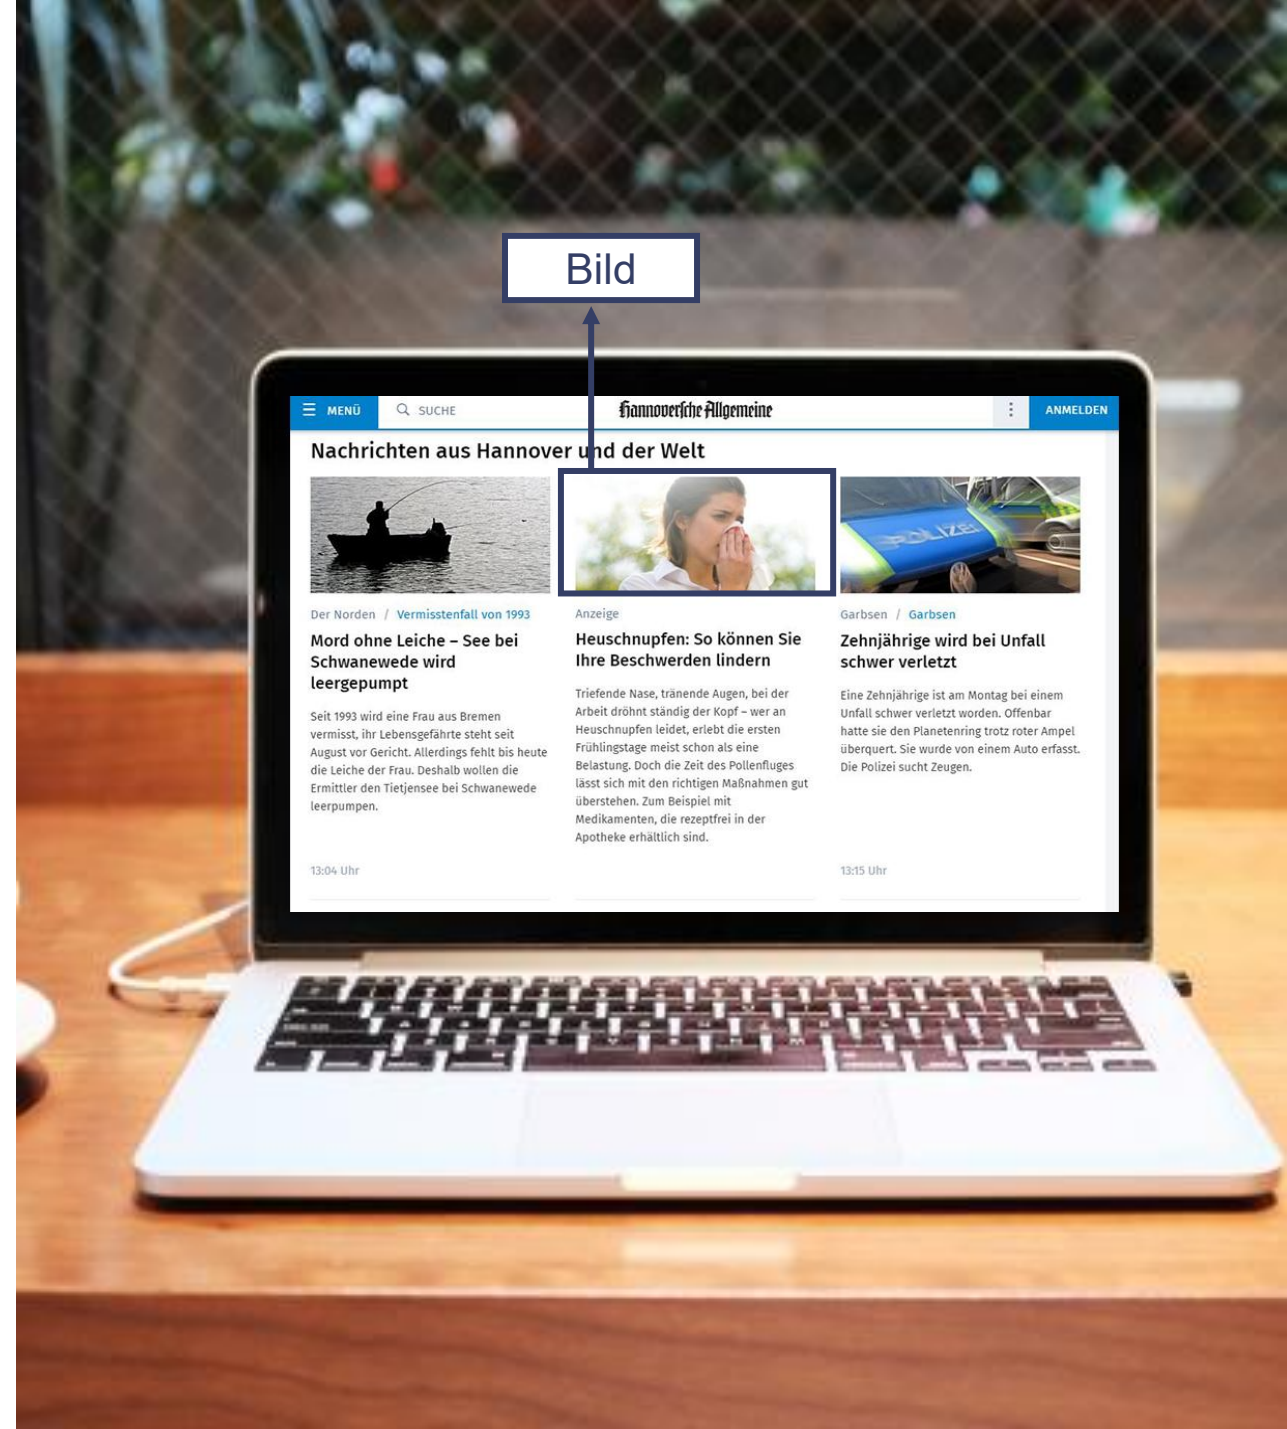 Bild
MENÜ
SUCHE
Hannoversche Allgemeine
ANMELDEN
Nachrichten aus Hannover und der Welt
POLIZEI
Der Norden / Vermisstenfall von 1993
Mord ohne Leiche – See bei
Schwanewede wird
leergepumpt
Seit 1993 wird eine Frau aus Bremen
vermisst, ihr Lebensgefährte steht seit
August vor Gericht. Allerdings fehlt bis heute
die Leiche der Frau. Deshalb wollen die
Ermittler den Tietjensee bei Schwanewede
leerpumpen.
13:04 Uhr
Anzeige
Heuschnupfen: So können Sie
Ihre Beschwerden lindern
Triefende Nase, tränende Augen, bei der
Arbeit dröhnt ständig der Kopf – wer an
Heuschnupfen leidet, erlebt die ersten
Frühlingstage meist schon als eine
Belastung. Doch die Zeit des Pollenfluges
lässt sich mit den richtigen Maßnahmen gut
überstehen. Zum Beispiel mit
Medikamenten, die rezeptfrei in der
Apotheke erhältlich sind.
Garbsen / Garbsen
Zehnjährige wird bei Unfall
schwer verletzt
Eine Zehnjährige ist am Montag bei einem
Unfall schwer verletzt worden. Offenbar
hatte sie den Planetenring trotz roter Ampel
überquert. Sie wurde von einem Auto erfasst.
Die Polizei sucht Zeugen.
13:15 Uhr